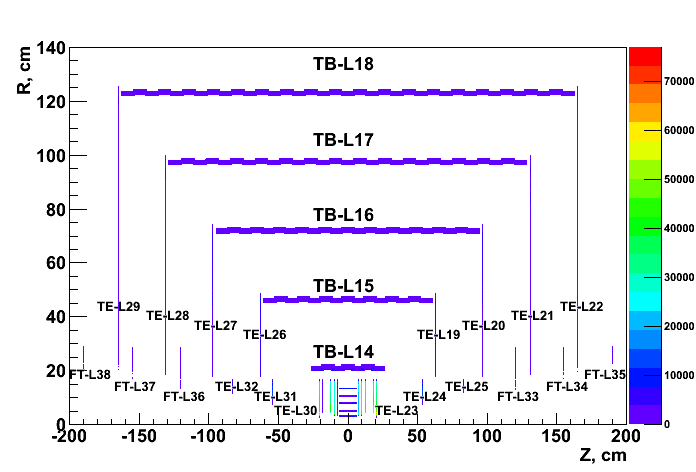 R, cm
140
120
100
80
60
40
20
0
TB-L18
TB-L17
TB-L16
TB-L15
TB-L14
TE-L29
TE-L28
TE-L27
TE-L26
TE-L19
TE-L20
TE-L21
TE-L22
FT-L38
FT-L37
FT-L36
TE-L32
TE-L31
TE-L30
TE-L23
TE-L24
TE-L25
FT-L33
FT-L34
FT-L35
-200 -150 -100 -50 0 50 100 150 200
Z, cm
70000
60000
50000
40000
30000
20000
10000
0